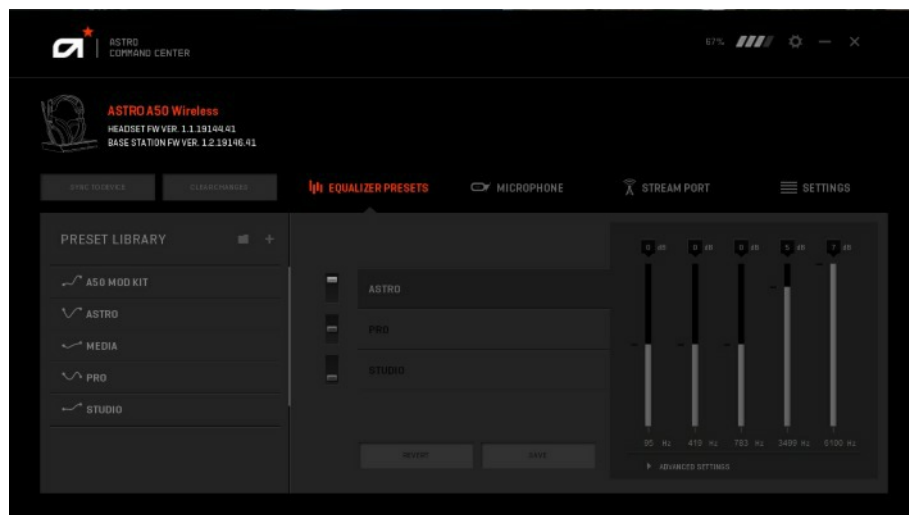 ASTRO
COMMAND CENTER
67%
ASTRO A50 Wireless
HEADSET FW VER. 1.1.19144.41
BASE STATION FW VER. 1.2.19146.41
SYNC TO DEVICE CLEAR CHANGES EQUALIZER PRESETS MICROPHONE STREAM PORT SETTINGS
PRESET LIBRARY
0 dB 0 dB 0 dB 5 dB 7 dB
A50 MOD KIT
ASTRO
MEDIA
PRO
STUDIO
ASTRO
PRO
STUDIO
REVERT SAVE
95 Hz 419 Hz 783 Hz 3499 Hz 6100 Hz
ADVANCED SETTINGS